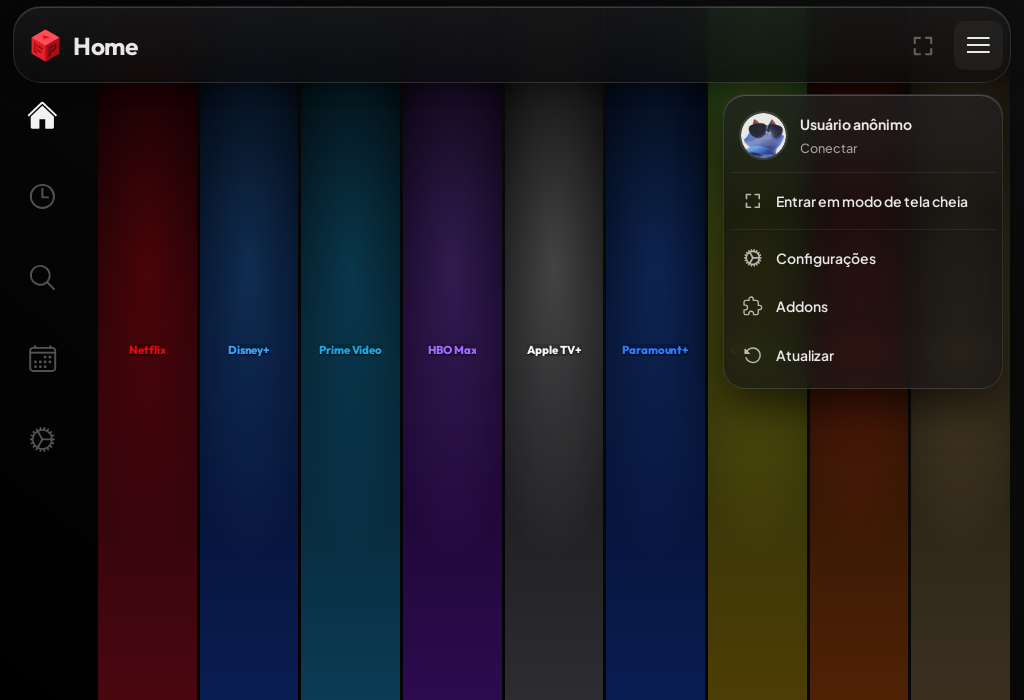 Home
Usuário anônimo
Conectar
Entrar em modo de tela cheia
Configurações
Addons
Atualizar
Netflix
Disney+
Prime Video
HBO Max
Apple TV+
Paramount+